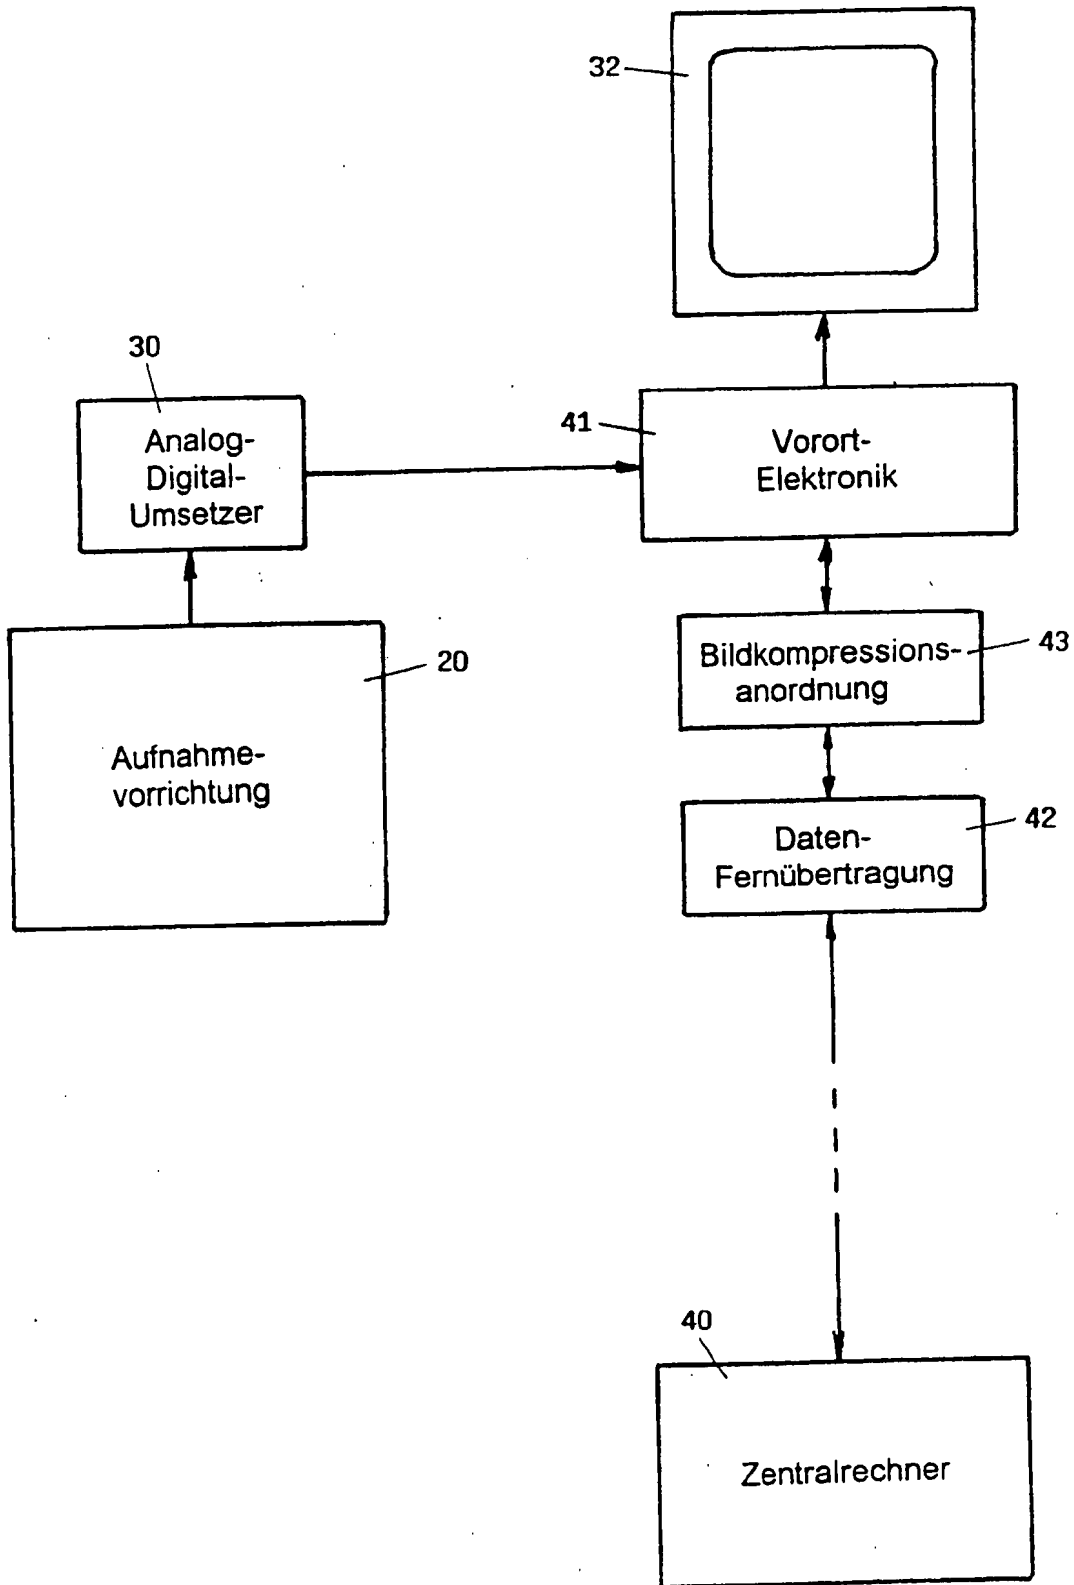 32
30
Analog-
Digital-
Umsetzer
41
Vorort-
Elektronik
Bildkompressions-
anordnung
43
20
Aufnahme-
vorrichtung
Daten-
Fernübertragung
42
40
Zentralrechner